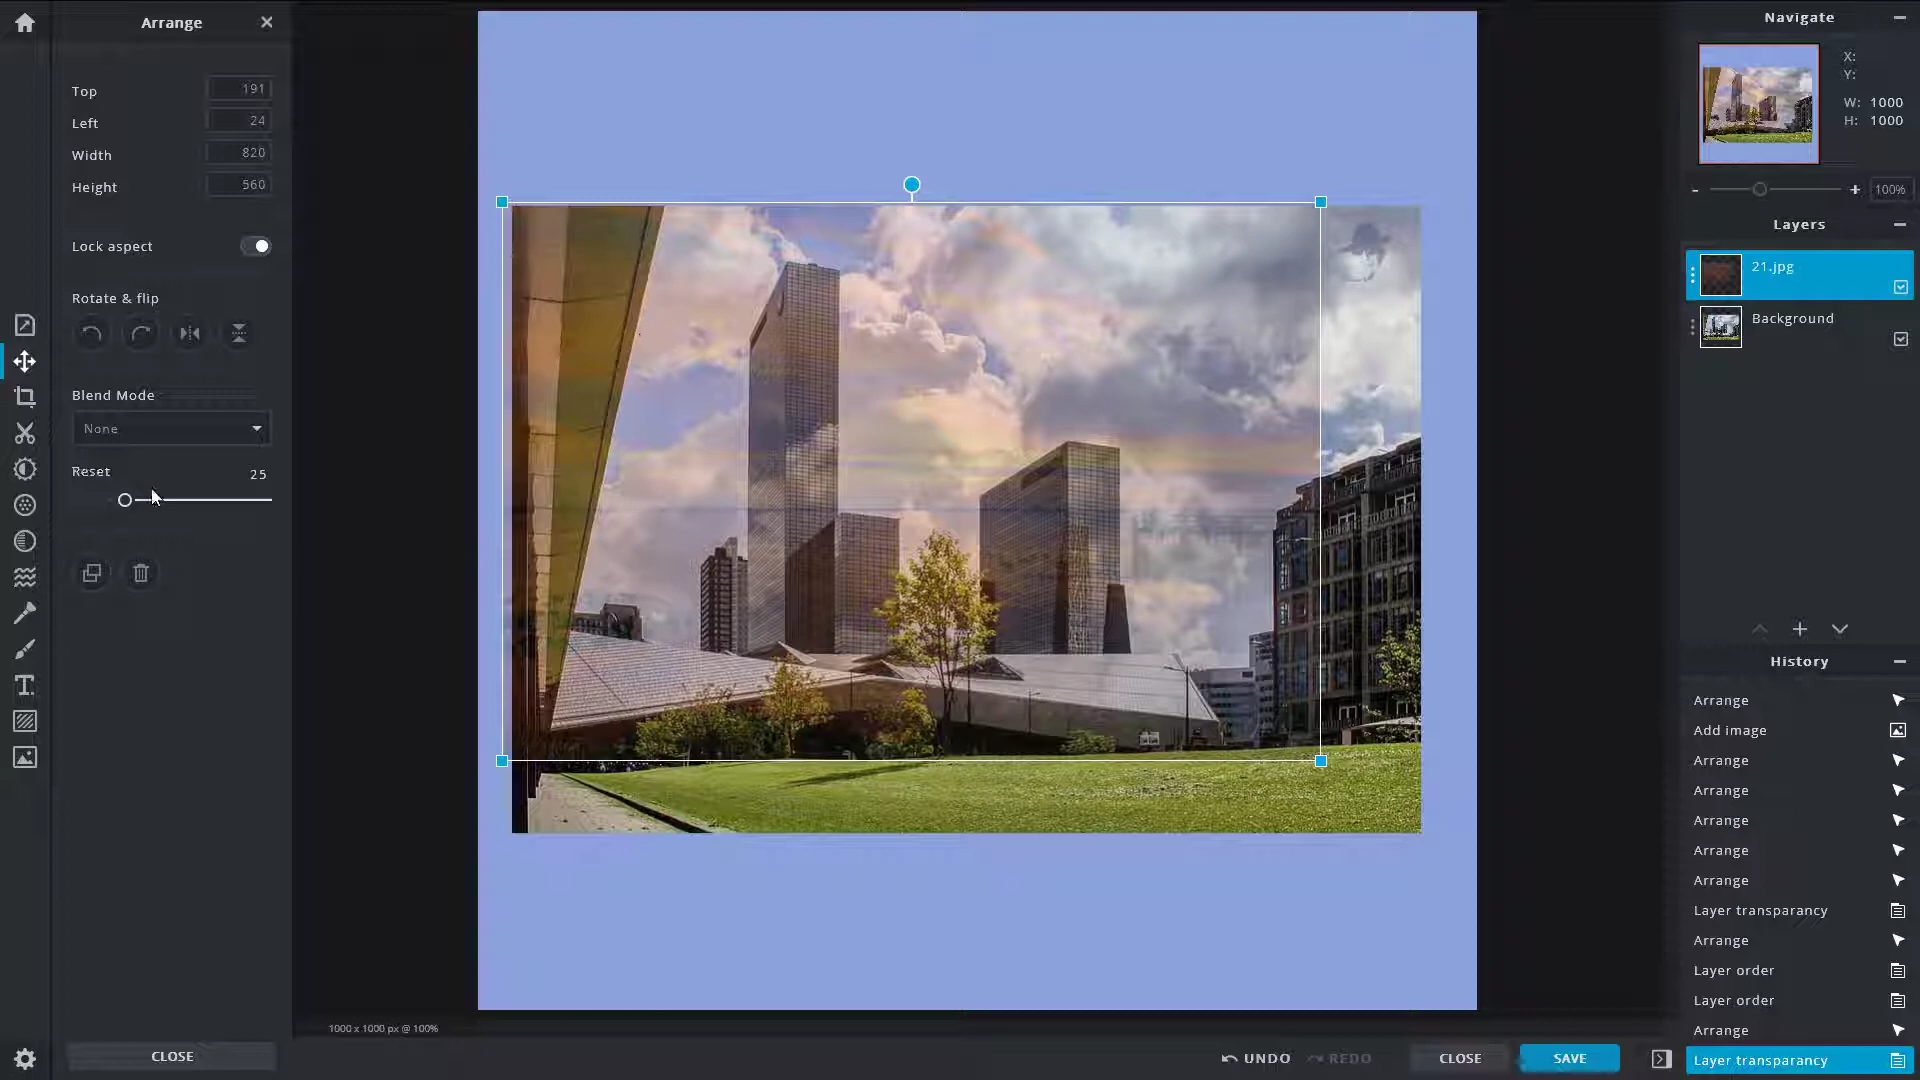 Arrange
Top 191
Left 24
Width 820
Height 560
Lock aspect
Rotate & flip
Blend Mode
None
Reset 25
CLOSE
1000 x 1000 px @ 100%
UNDO REDO CLOSE SAVE
Navigate
X:
Y:
W: 1000
H: 1000
- + 100%
Layers
21.jpg
Background
History
Arrange
Add image
Arrange
Arrange
Arrange
Arrange
Arrange
Layer transparancy
Arrange
Layer order
Layer order
Arrange
Layer transparancy